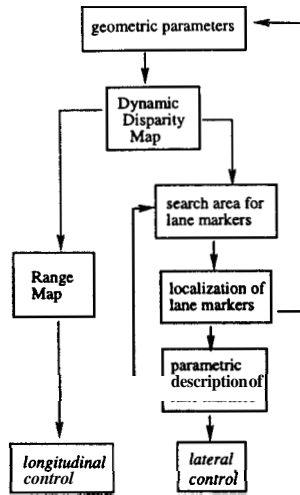 geometric parameters
Dynamic
Disparity
Map
search area for
lane markers
Range
Map
localization of
lane markers
parametric
description of
longitudinal
control
lateral
control